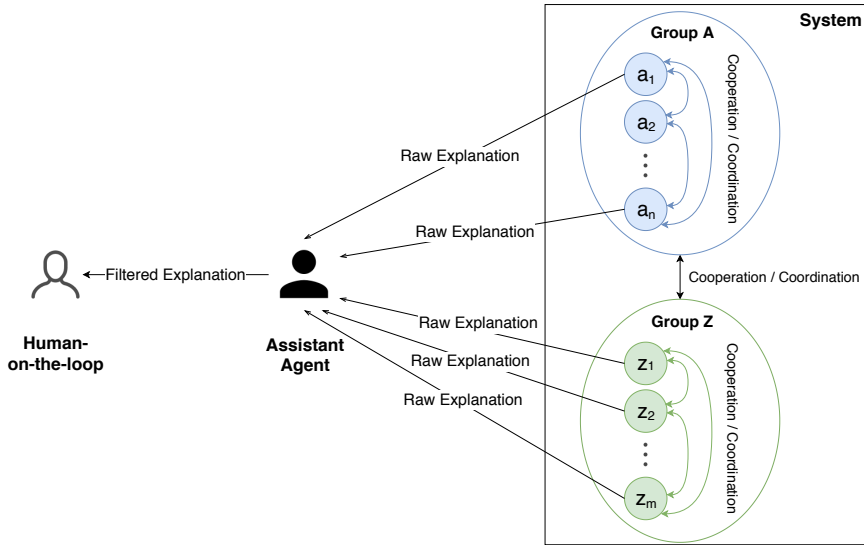 System
Group A
a1
a2
an
Cooperation / Coordination
Raw Explanation
Raw Explanation
Filtered Explanation
Human-
on-the-loop
Assistant
Agent
Cooperation / Coordination
Group Z
z1
z2
zm
Cooperation / Coordination
Raw Explanation
Raw Explanation
Raw Explanation